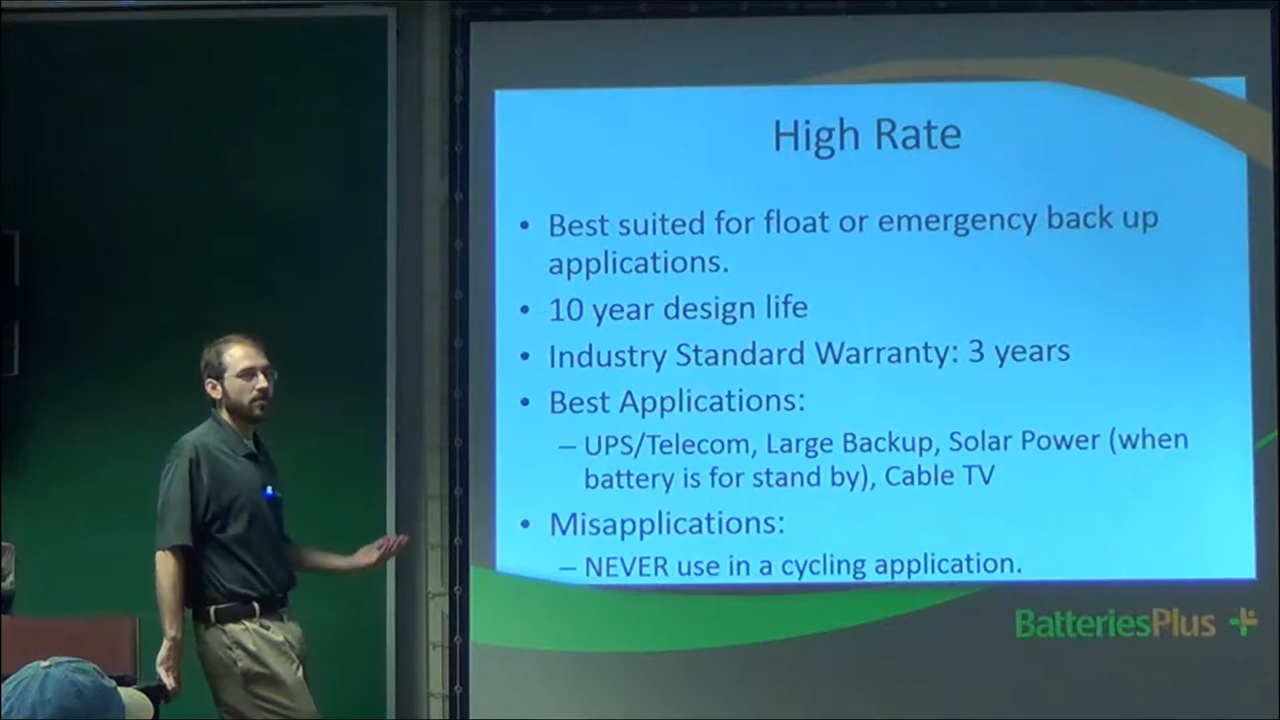 High Rate
• Best suited for float or emergency back up
applications.
• 10 year design life
• Industry Standard Warranty: 3 years
• Best Applications:
– UPS/Telecom, Large Backup, Solar Power (when
battery is for stand by), Cable TV
• Misapplications:
– NEVER use in a cycling application.
BatteriesPlus